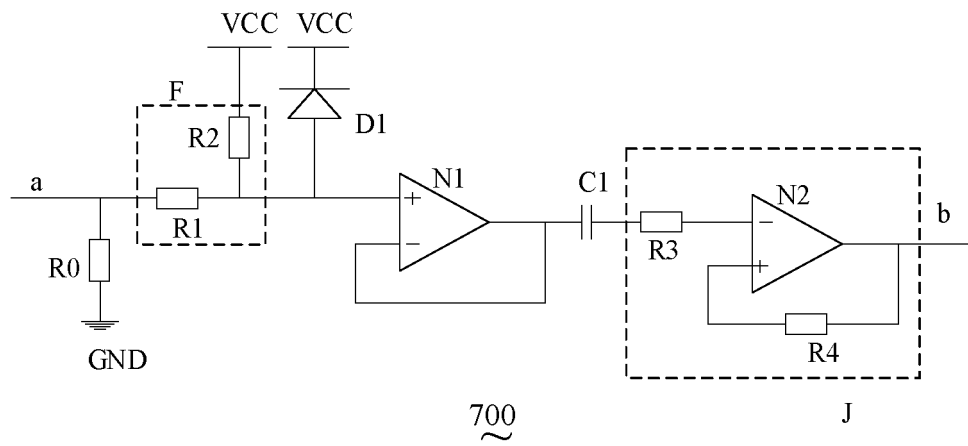 VCC VCC
F
R2
D1
a
R1
R0
GND
+
N1
−
C1
R3
−
N2
+
R4
b
J
700